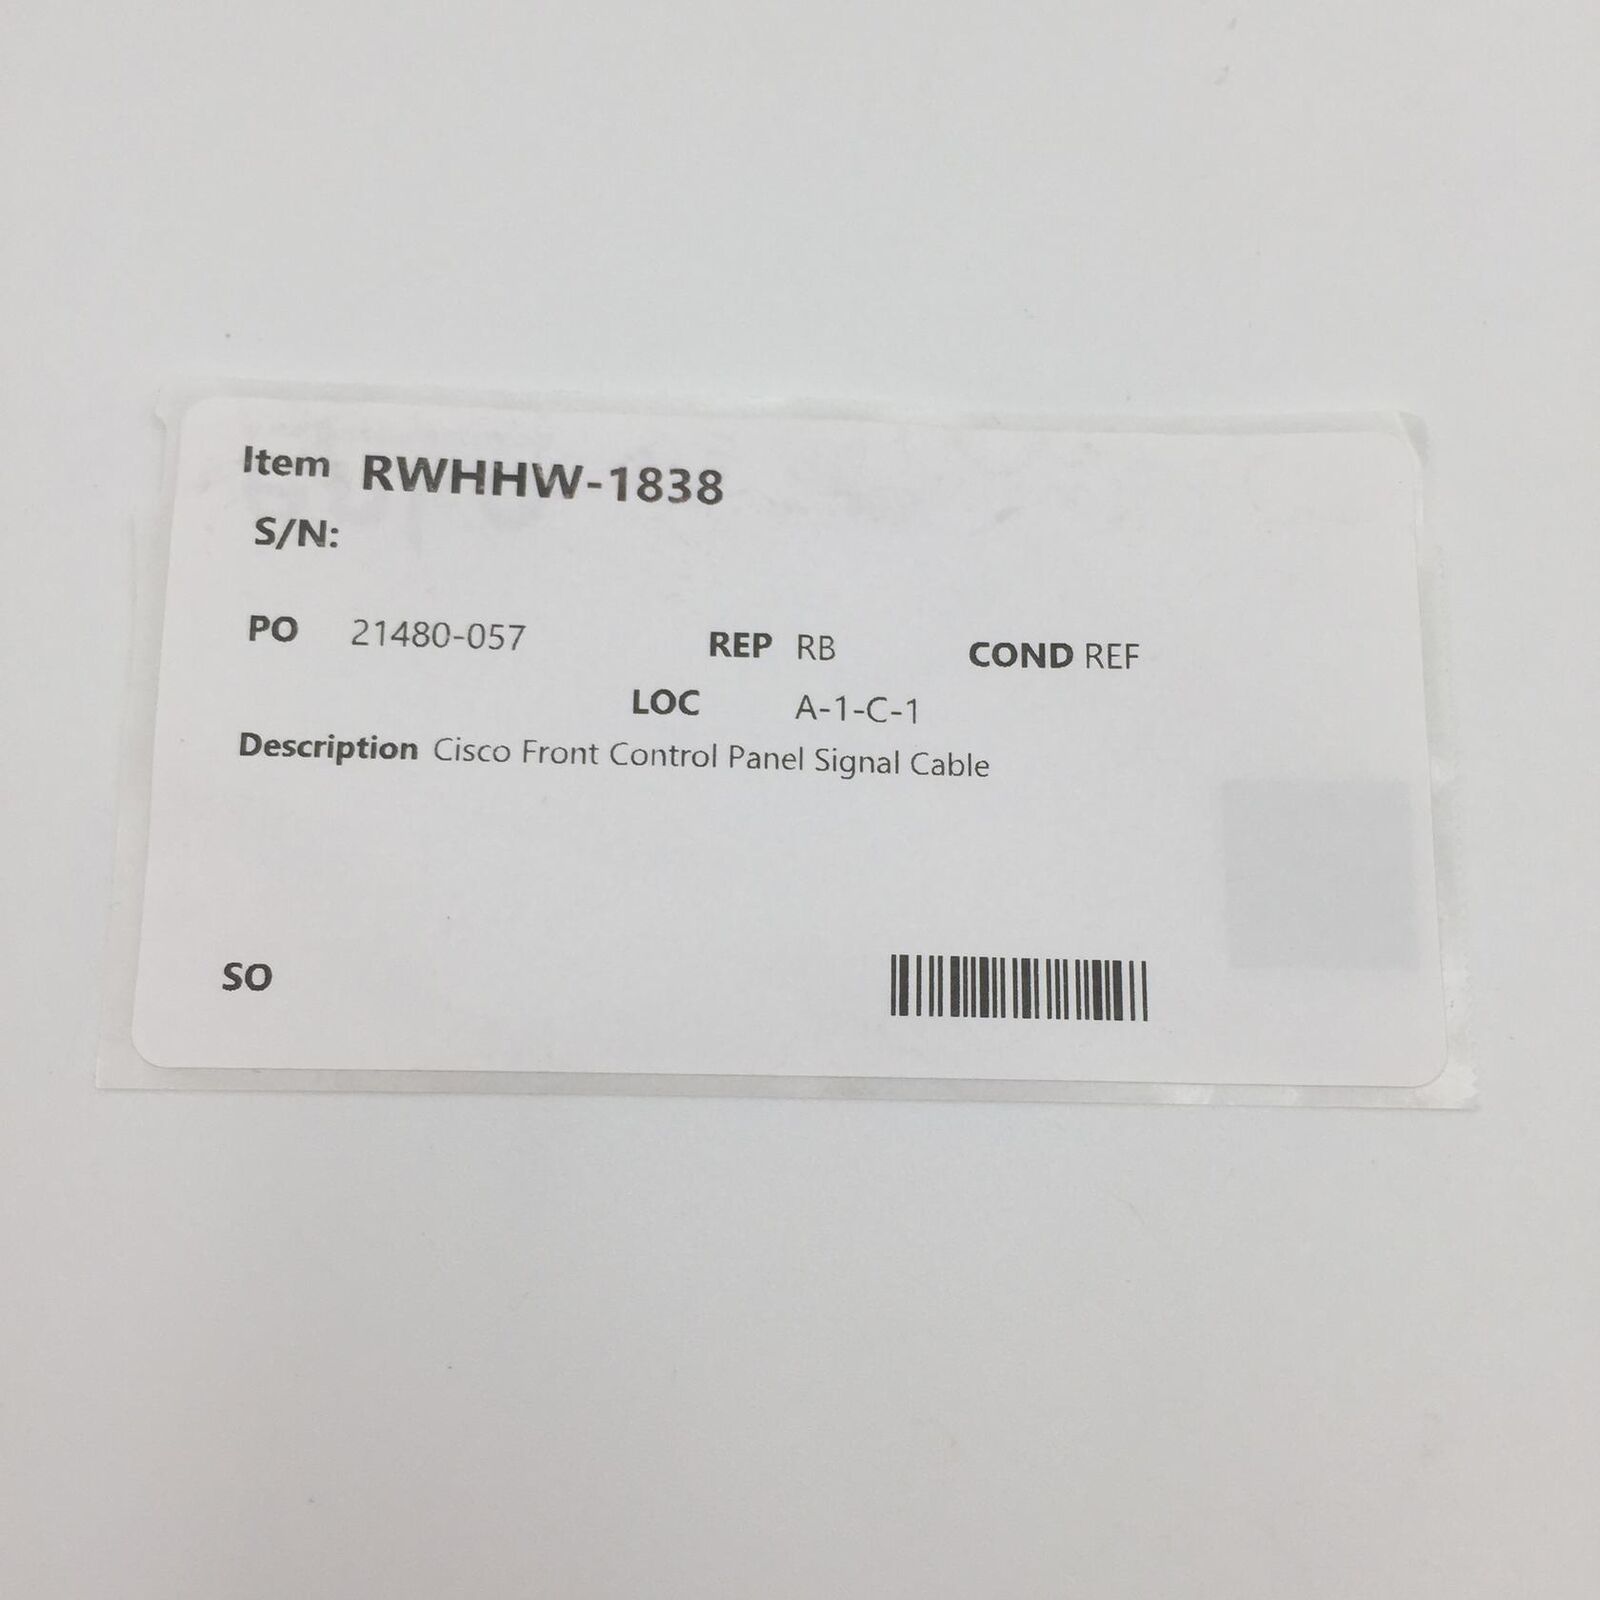 Item RWHHW-1838
S/N:
PO 21480-057 REP RB COND REF
LOC A-1-C-1
Description Cisco Front Control Panel Signal Cable
SO